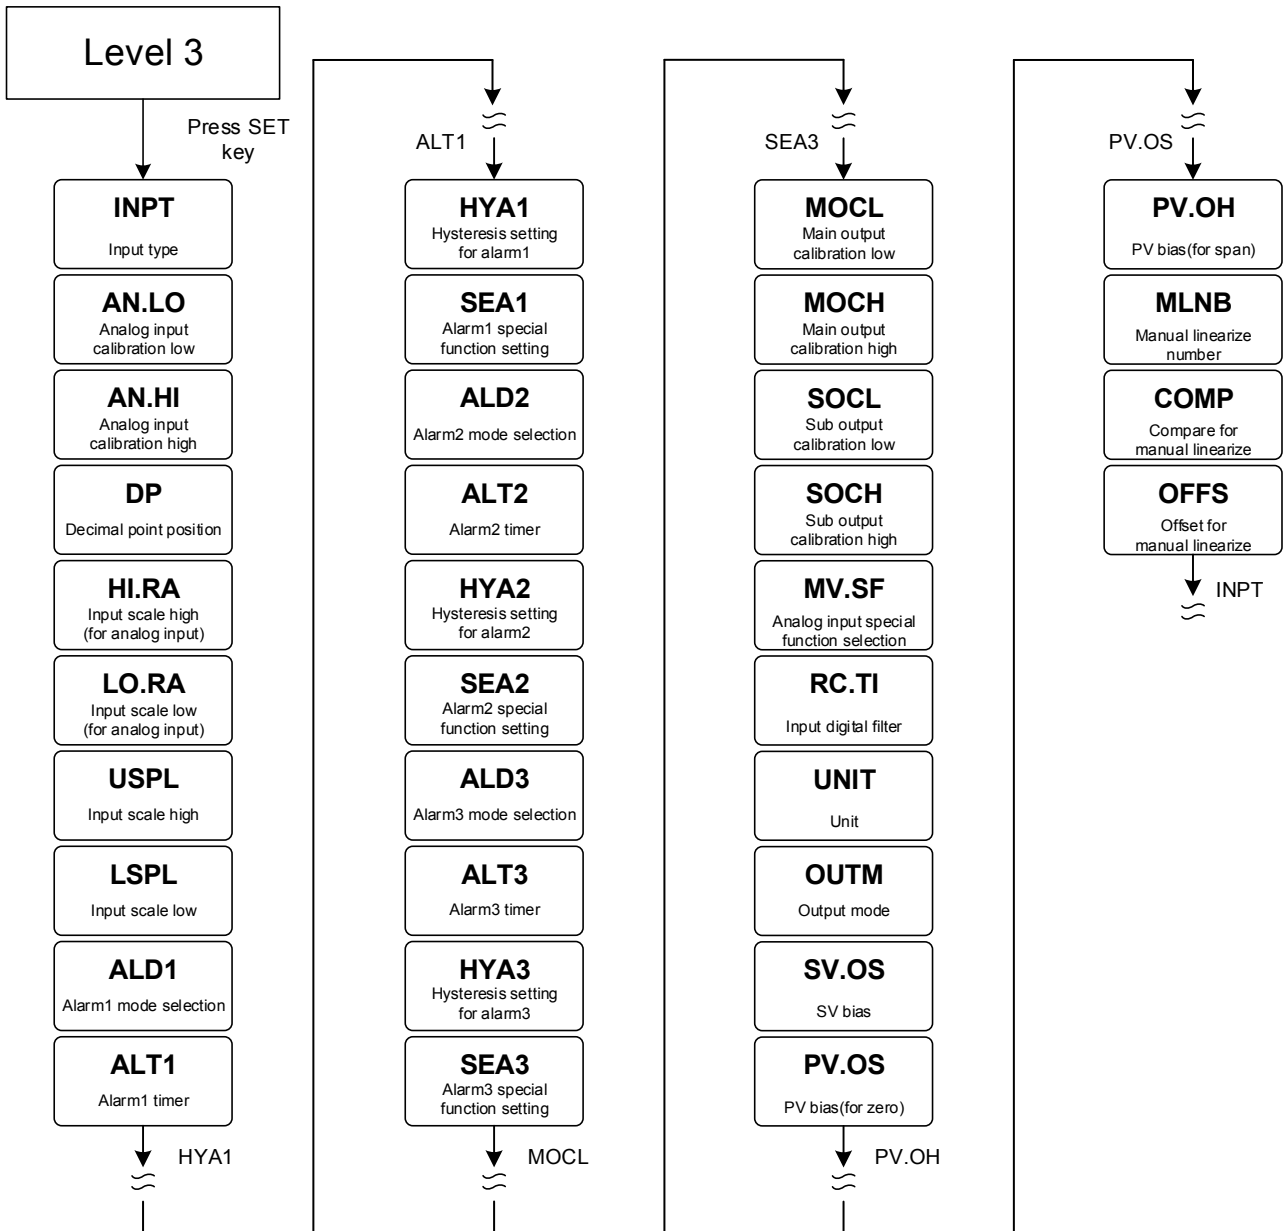 Level 3
Press SET
key
INPT
Input type
AN.LO
Analog input
calibration low
AN.HI
Analog input
calibration high
DP
Decimal point position
HI.RA
Input scale high
(for analog input)
LO.RA
Input scale low
(for analog input)
USPL
Input scale high
LSPL
Input scale low
ALD1
Alarm1 mode selection
ALT1
Alarm1 timer
HYA1
ALT1
HYA1
Hysteresis setting
for alarm1
SEA1
Alarm1 special
function setting
ALD2
Alarm2 mode selection
ALT2
Alarm2 timer
HYA2
Hysteresis setting
for alarm2
SEA2
Alarm2 special
function setting
ALD3
Alarm3 mode selection
ALT3
Alarm3 timer
HYA3
Hysteresis setting
for alarm3
SEA3
Alarm3 special
function setting
MOCL
SEA3
MOCL
Main output
calibration low
MOCH
Main output
calibration high
SOCL
Sub output
calibration low
SOCH
Sub output
calibration high
MV.SF
Analog input special
function selection
RC.TI
Input digital filter
UNIT
Unit
OUTM
Output mode
SV.OS
SV bias
PV.OS
PV bias(for zero)
PV.OH
PV.OS
PV.OH
PV bias(for span)
MLNB
Manual linearize
number
COMP
Compare for
manual linearize
OFFS
Offset for
manual linearize
INPT